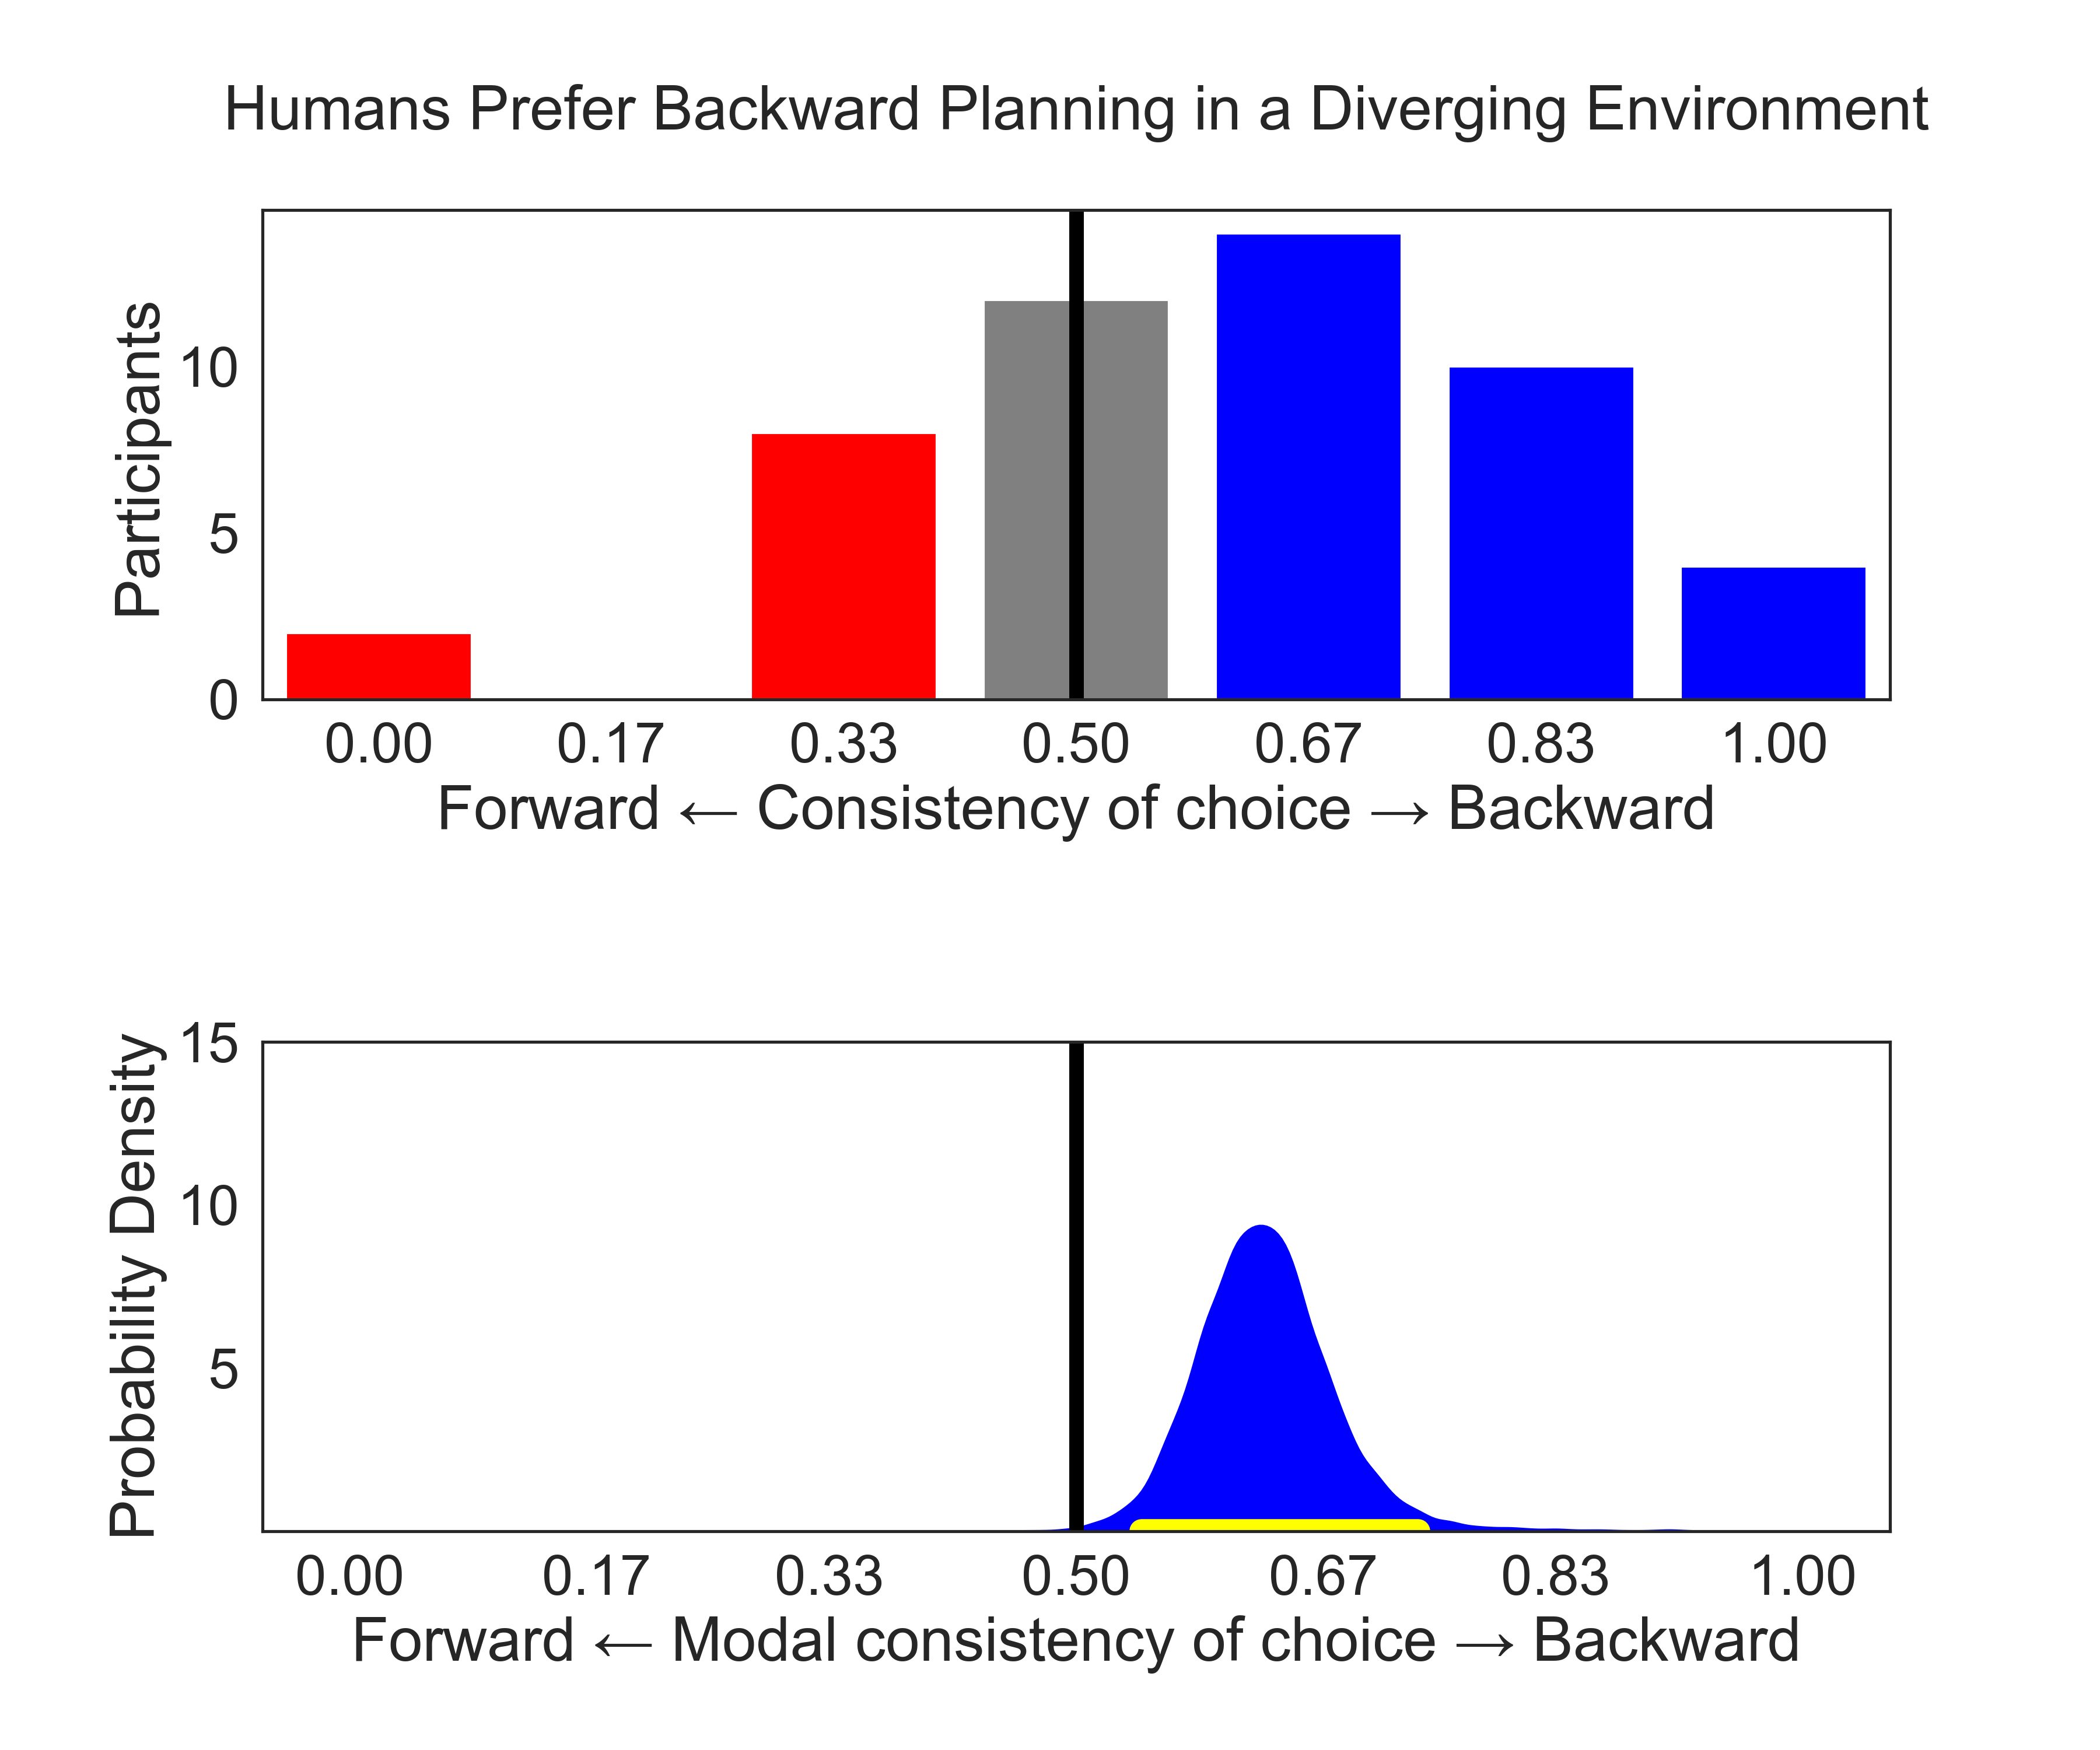 Humans Prefer Backward Planning in a Diverging Environment
Participants
10
5
0
0.00 0.17 0.33 0.50 0.67 0.83 1.00
Forward ← Consistency of choice → Backward
Probability Density
15
10
5
0.00 0.17 0.33 0.50 0.67 0.83 1.00
Forward ← Modal consistency of choice → Backward